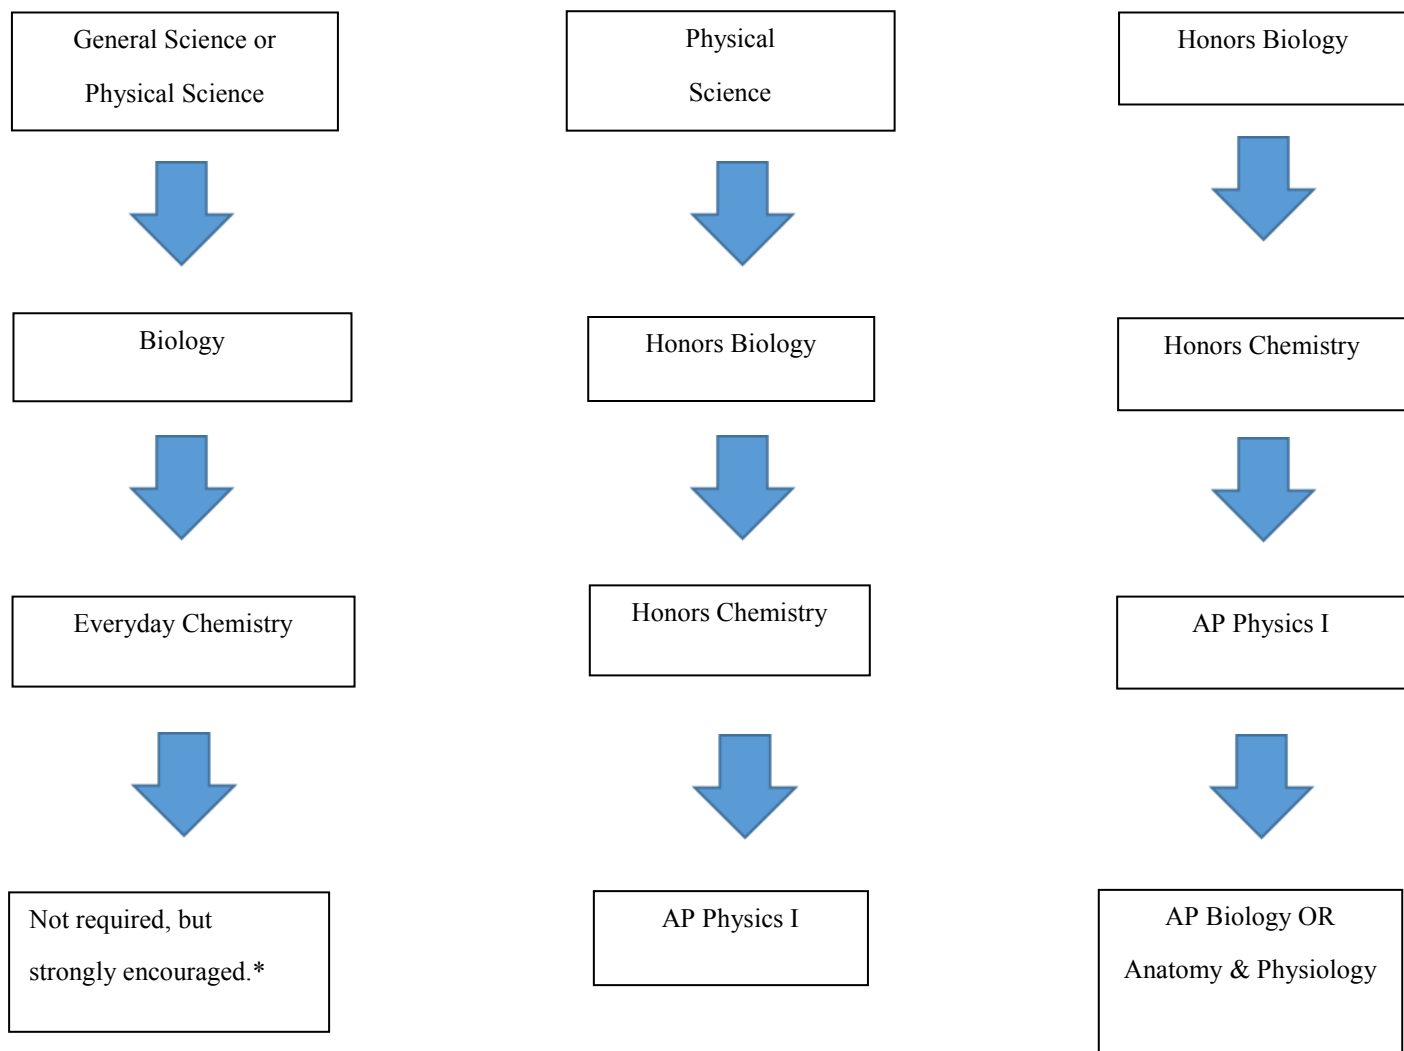 General Science or
Physical Science
Physical
Science
Honors Biology
Biology
Honors Biology
Honors Chemistry
Everyday Chemistry
Honors Chemistry
AP Physics I
Not required, but
strongly encouraged.*
AP Physics I
AP Biology OR
Anatomy & Physiology